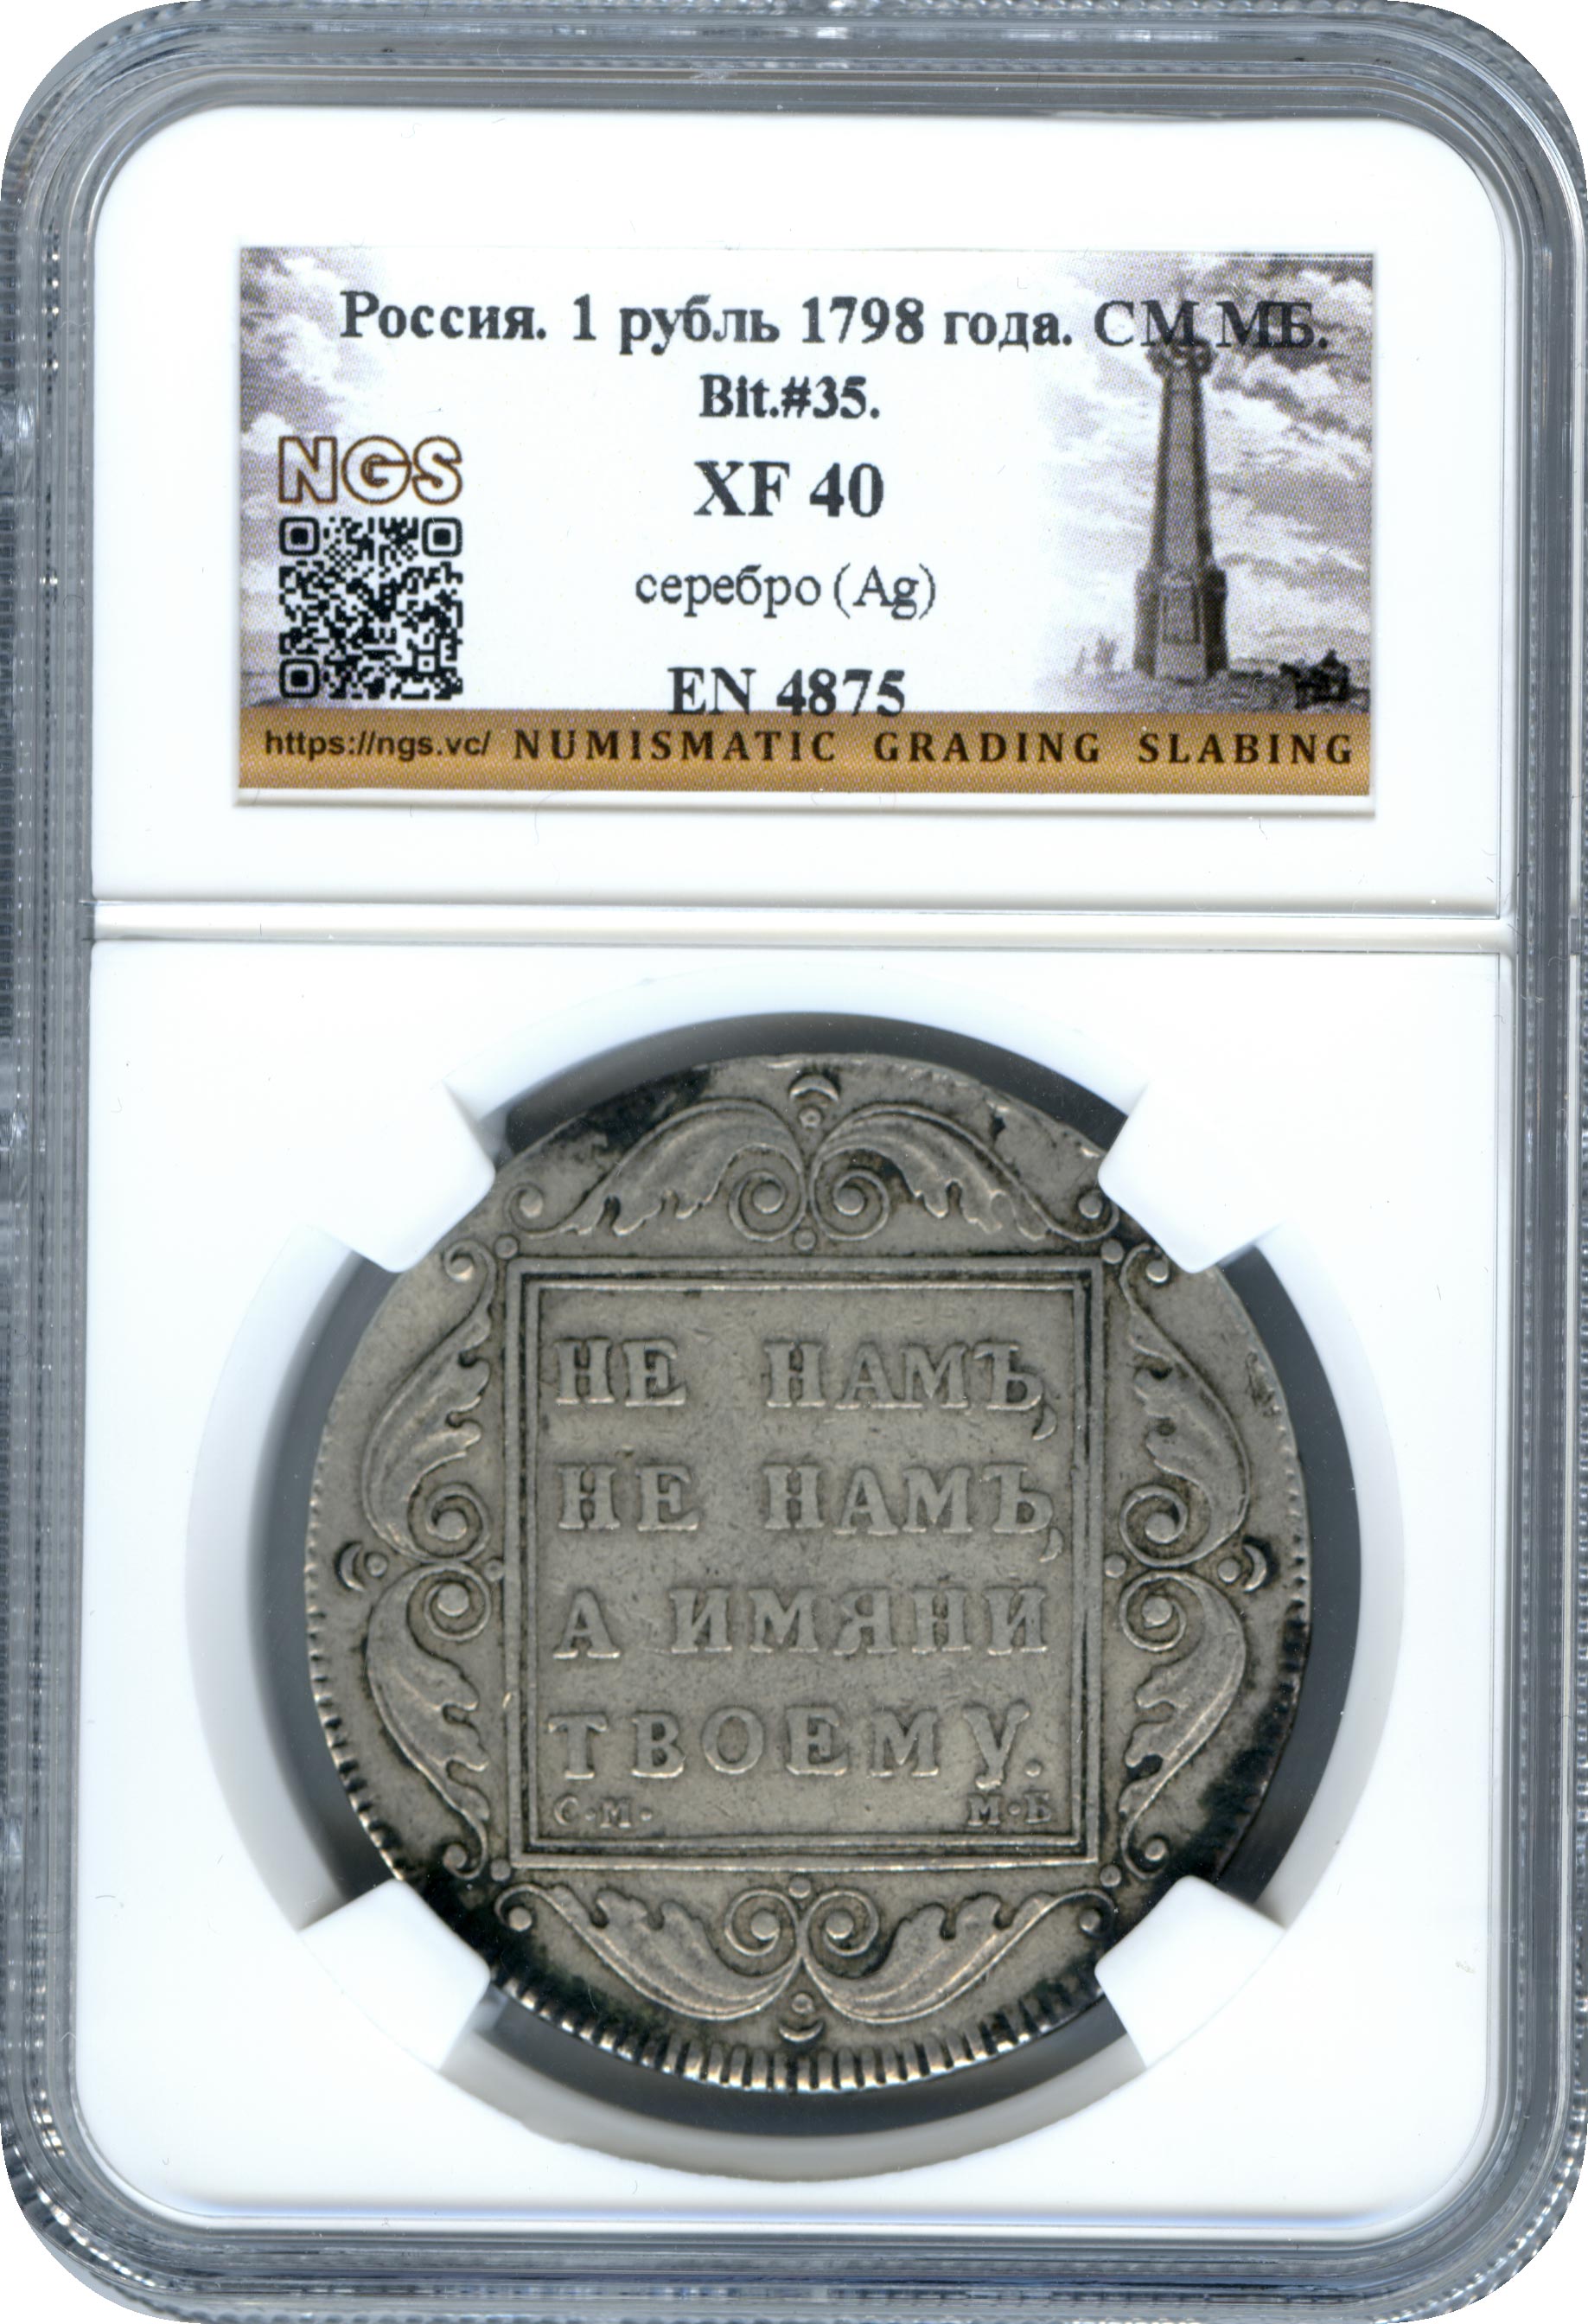 Россия. 1 рубль 1798 года. СМ МБ.
Bit.#35.
NGS
XF 40
серебро (Ag)
EN 4875
https://ngs.vc/ NUMISMATIC GRADING SLABING
НЕ НАМЪ,
НЕ НАМЪ,
А ИМЯНИ
ТВОЕМУ.
С·М· М·Б